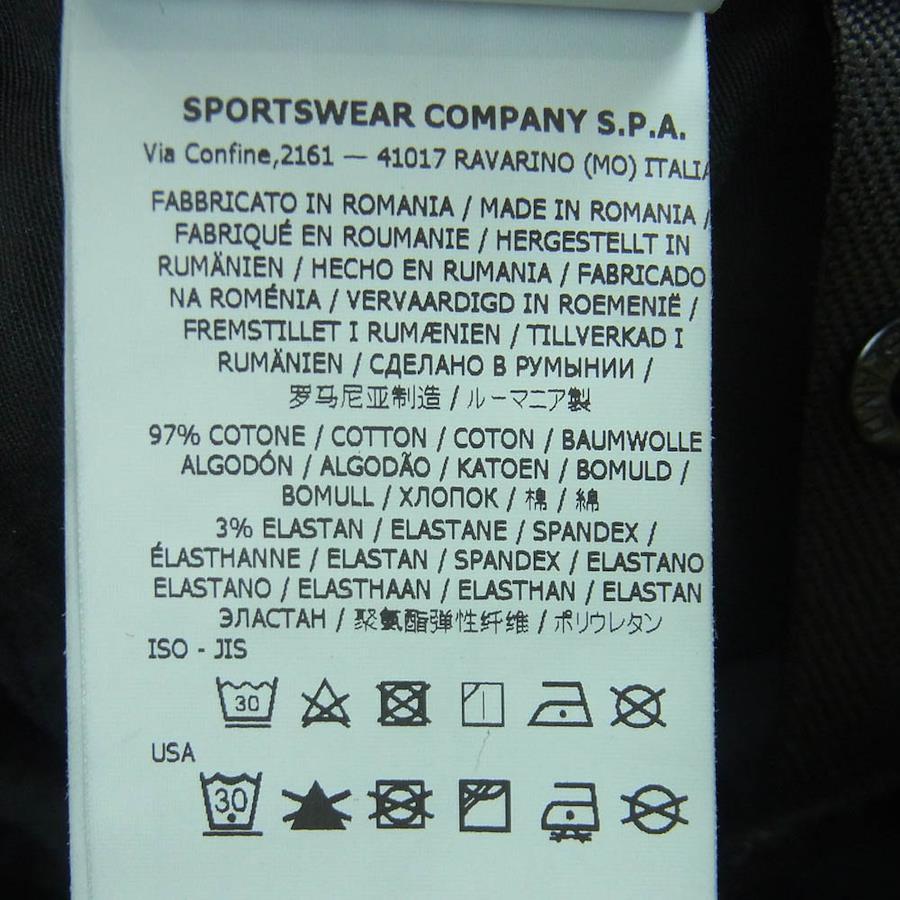 SPORTSWEAR COMPANY S.P.A.
Via Confine,2161 — 41017 RAVARINO (MO) ITALIA
FABBRICATO IN ROMANIA / MADE IN ROMANIA /
FABRIQUÉ EN ROUMANIE / HERGESTELLT IN
RUMÄNIEN / HECHO EN RUMANIA / FABRICADO
NA ROMÉNIA / VERVAARDIGD IN ROEMENIË /
FREMSTILLET I RUMÆNIEN / TILLVERKAD I
RUMÄNIEN / СДЕЛАНО В РУМЫНИИ /
罗马尼亚制造 / ルーマニア製
97% COTONE / COTTON / COTON / BAUMWOLLE
ALGODÓN / ALGODÃO / KATOEN / BOMULD /
BOMULL / ХЛОПОК / 棉 / 綿
3% ELASTAN / ELASTANE / SPANDEX /
ÉLASTHANNE / ELASTAN / SPANDEX / ELASTANO
ELASTANO / ELASTHAAN / ELASTHAN / ELASTAN
ЭЛАСТАН / 聚氨酯弹性纤维 / ポリウレタン
ISO - JIS
30
USA
30